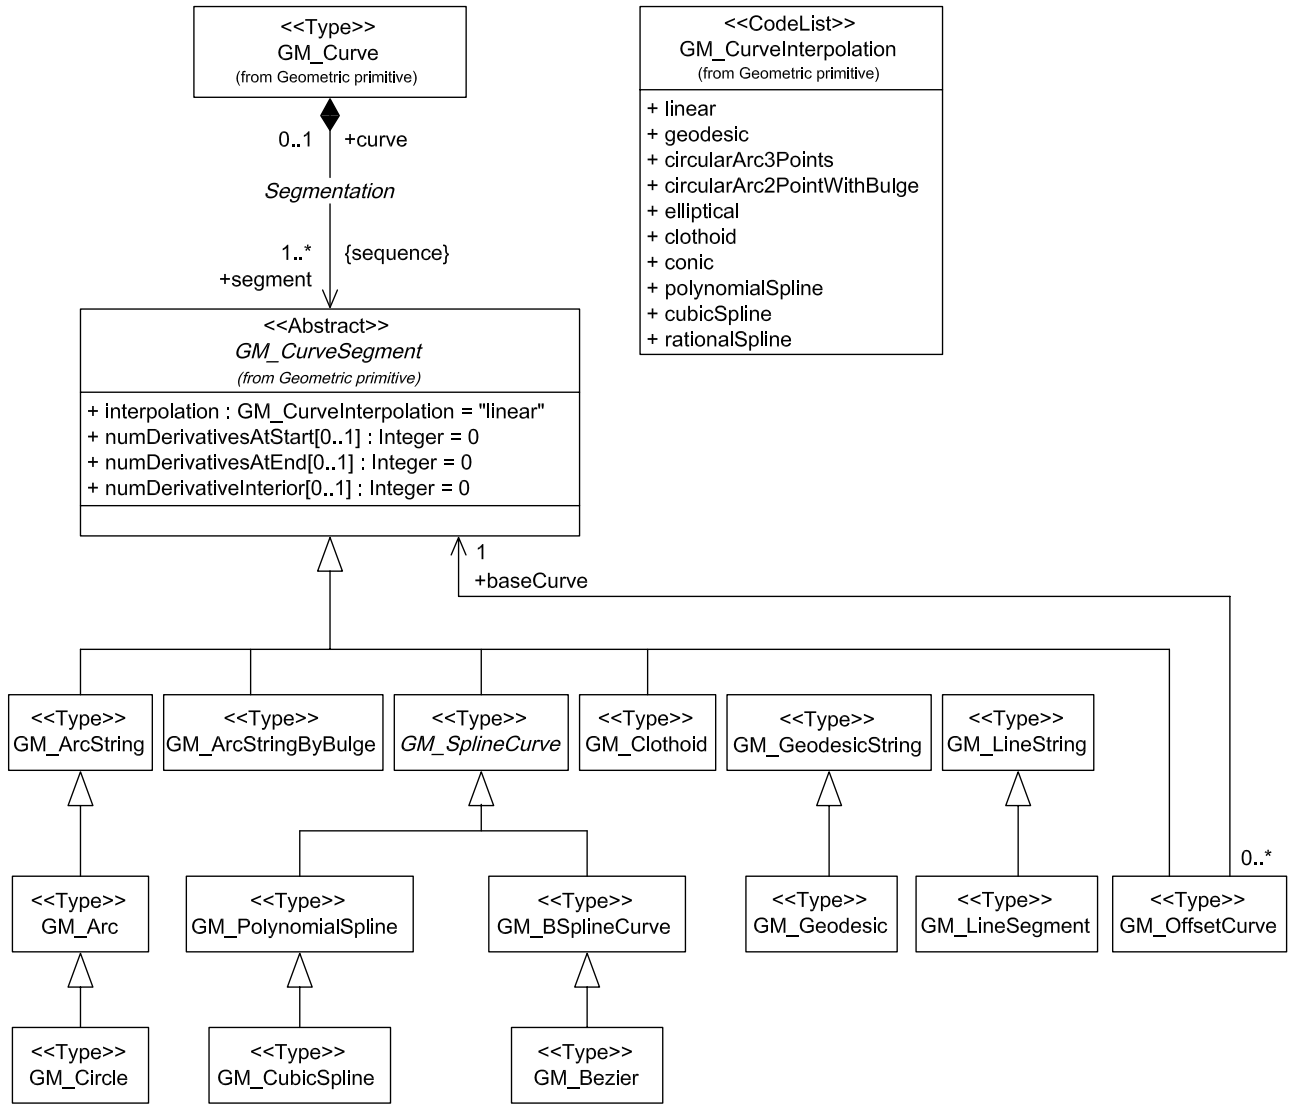 <<Type>>
GM_Curve
(from Geometric primitive)
0..1
+curve
Segmentation
1..*
{sequence}
+segment
<<CodeList>>
GM_CurveInterpolation
(from Geometric primitive)
+ linear
+ geodesic
+ circularArc3Points
+ circularArc2PointWithBulge
+ elliptical
+ clothoid
+ conic
+ polynomialSpline
+ cubicSpline
+ rationalSpline
<<Abstract>>
GM_CurveSegment
(from Geometric primitive)
+ interpolation : GM_CurveInterpolation = "linear"
+ numDerivativesAtStart[0..1] : Integer = 0
+ numDerivativesAtEnd[0..1] : Integer = 0
+ numDerivativeInterior[0..1] : Integer = 0
1
+baseCurve
<<Type>>
GM_ArcString
<<Type>>
GM_ArcStringByBulge
<<Type>>
GM_SplineCurve
<<Type>>
GM_Clothoid
<<Type>>
GM_GeodesicString
<<Type>>
GM_LineString
0..*
<<Type>>
GM_Arc
<<Type>>
GM_PolynomialSpline
<<Type>>
GM_BSplineCurve
<<Type>>
GM_Geodesic
<<Type>>
GM_LineSegment
<<Type>>
GM_OffsetCurve
<<Type>>
GM_Circle
<<Type>>
GM_CubicSpline
<<Type>>
GM_Bezier